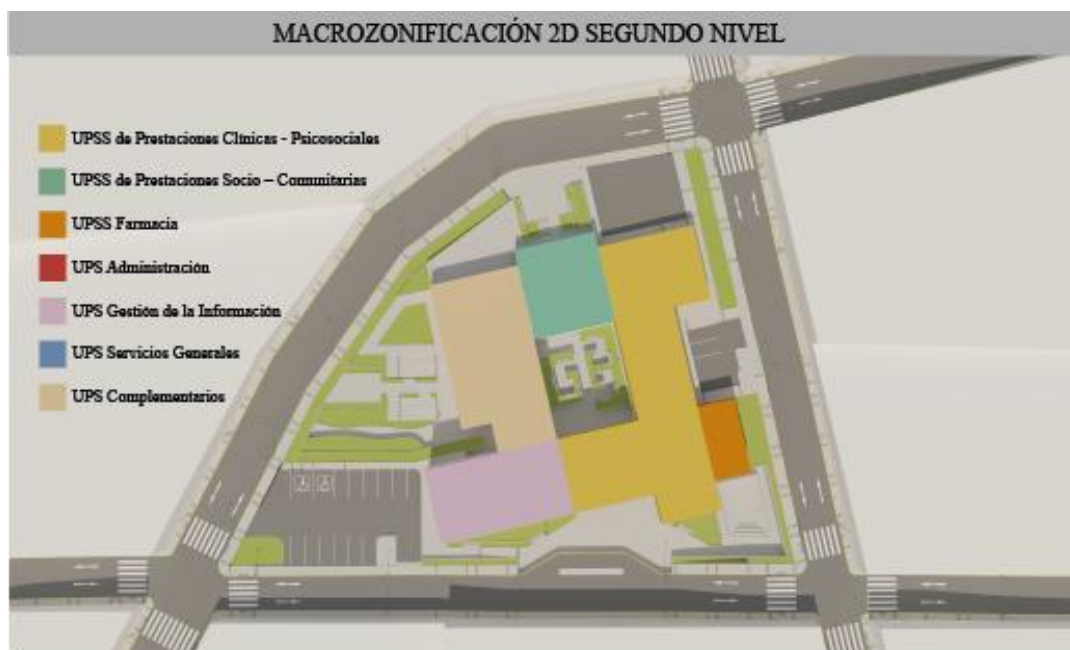 MACROZONIFICACIÓN 2D SEGUNDO NIVEL
UPSS de Prestaciones Clínicas - Psicosociales
UPSS de Prestaciones Socio – Comunitarias
UPSS Farmacia
UPS Administración
UPS Gestión de la Información
UPS Servicios Generales
UPS Complementarios